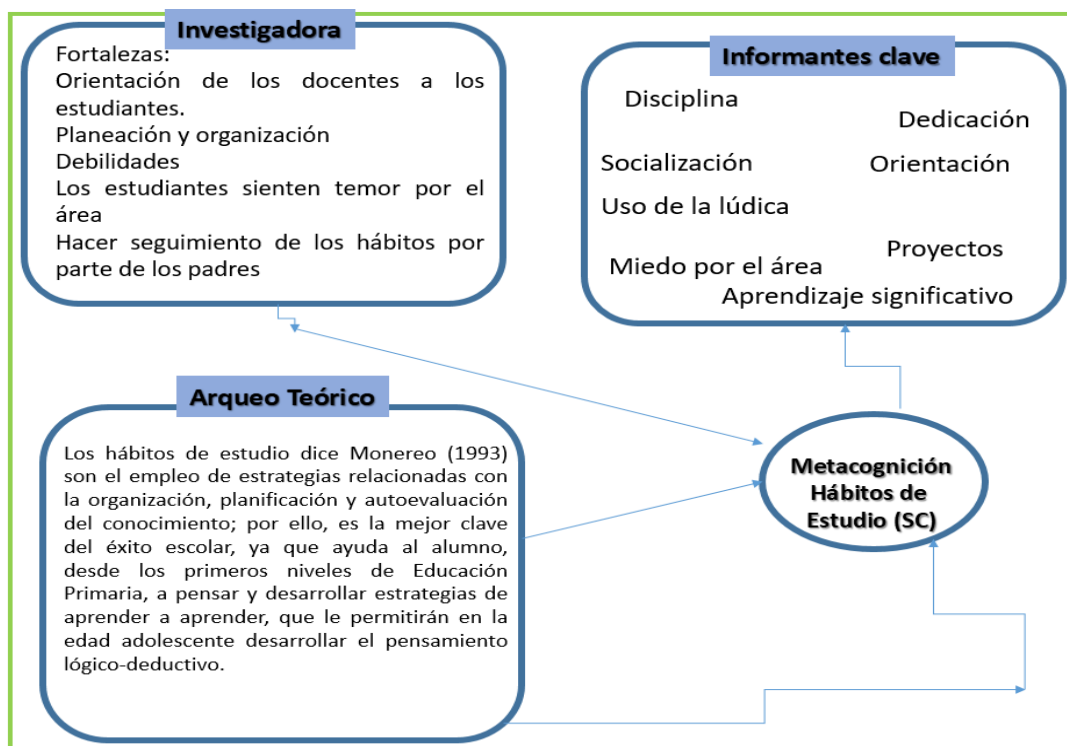 Investigadora
Fortalezas:
Orientación de los docentes a los
estudiantes.
Planeación y organización
Debilidades
Los estudiantes sienten temor por el
área
Hacer seguimiento de los hábitos por
parte de los padres
Informantes clave
Disciplina
Dedicación
Socialización
Orientación
Uso de la lúdica
Proyectos
Miedo por el área
Aprendizaje significativo
Arqueo Teórico
Los hábitos de estudio dice Monereo (1993)
son el empleo de estrategias relacionadas con
la organización, planificación y autoevaluación
del conocimiento; por ello, es la mejor clave
del éxito escolar, ya que ayuda al alumno,
desde los primeros niveles de Educación
Primaria, a pensar y desarrollar estrategias de
aprender a aprender, que le permitirán en la
edad adolescente desarrollar el pensamiento
lógico-deductivo.
Metacognición
Hábitos de
Estudio (SC)